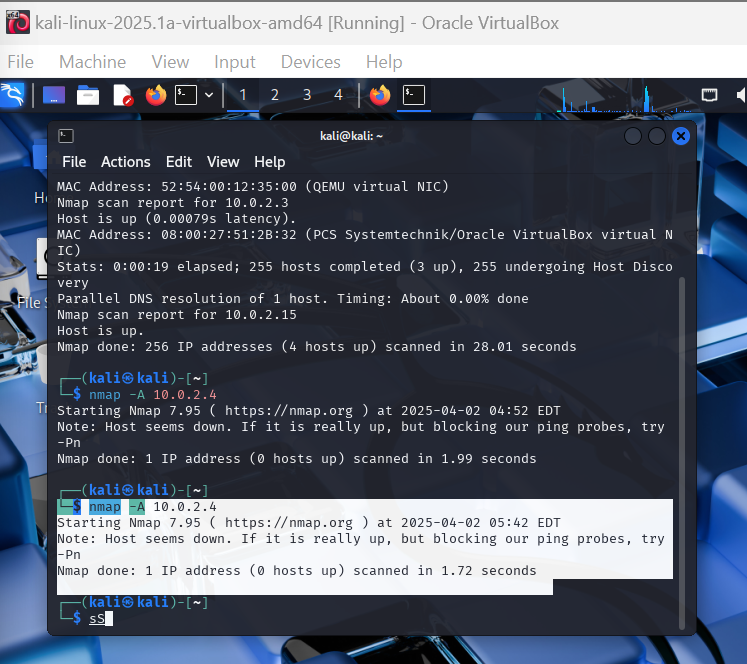 kali-linux-2025.1a-virtualbox-amd64 [Running] - Oracle VirtualBox
File Machine View Input Devices Help
1 2 3 4
kali@kali: ~
File Actions Edit View Help
MAC Address: 52:54:00:12:35:00 (QEMU virtual NIC)
Nmap scan report for 10.0.2.3
Host is up (0.00079s latency).
MAC Address: 08:00:27:51:2B:32 (PCS Systemtechnik/Oracle VirtualBox virtual N
IC)
Stats: 0:00:19 elapsed; 255 hosts completed (3 up), 255 undergoing Host Disco
very
Parallel DNS resolution of 1 host. Timing: About 0.00% done
Nmap scan report for 10.0.2.15
Host is up.
Nmap done: 256 IP addresses (4 hosts up) scanned in 28.01 seconds
┌──(kali㉿kali)-[~]
└─$ nmap -A 10.0.2.4
Starting Nmap 7.95 ( https://nmap.org ) at 2025-04-02 04:52 EDT
Note: Host seems down. If it is really up, but blocking our ping probes, try
-Pn
Nmap done: 1 IP address (0 hosts up) scanned in 1.99 seconds
┌──(kali㉿kali)-[~]
└─$ nmap -A 10.0.2.4
Starting Nmap 7.95 ( https://nmap.org ) at 2025-04-02 05:42 EDT
Note: Host seems down. If it is really up, but blocking our ping probes, try
-Pn
Nmap done: 1 IP address (0 hosts up) scanned in 1.72 seconds
┌──(kali㉿kali)-[~]
└─$ sS